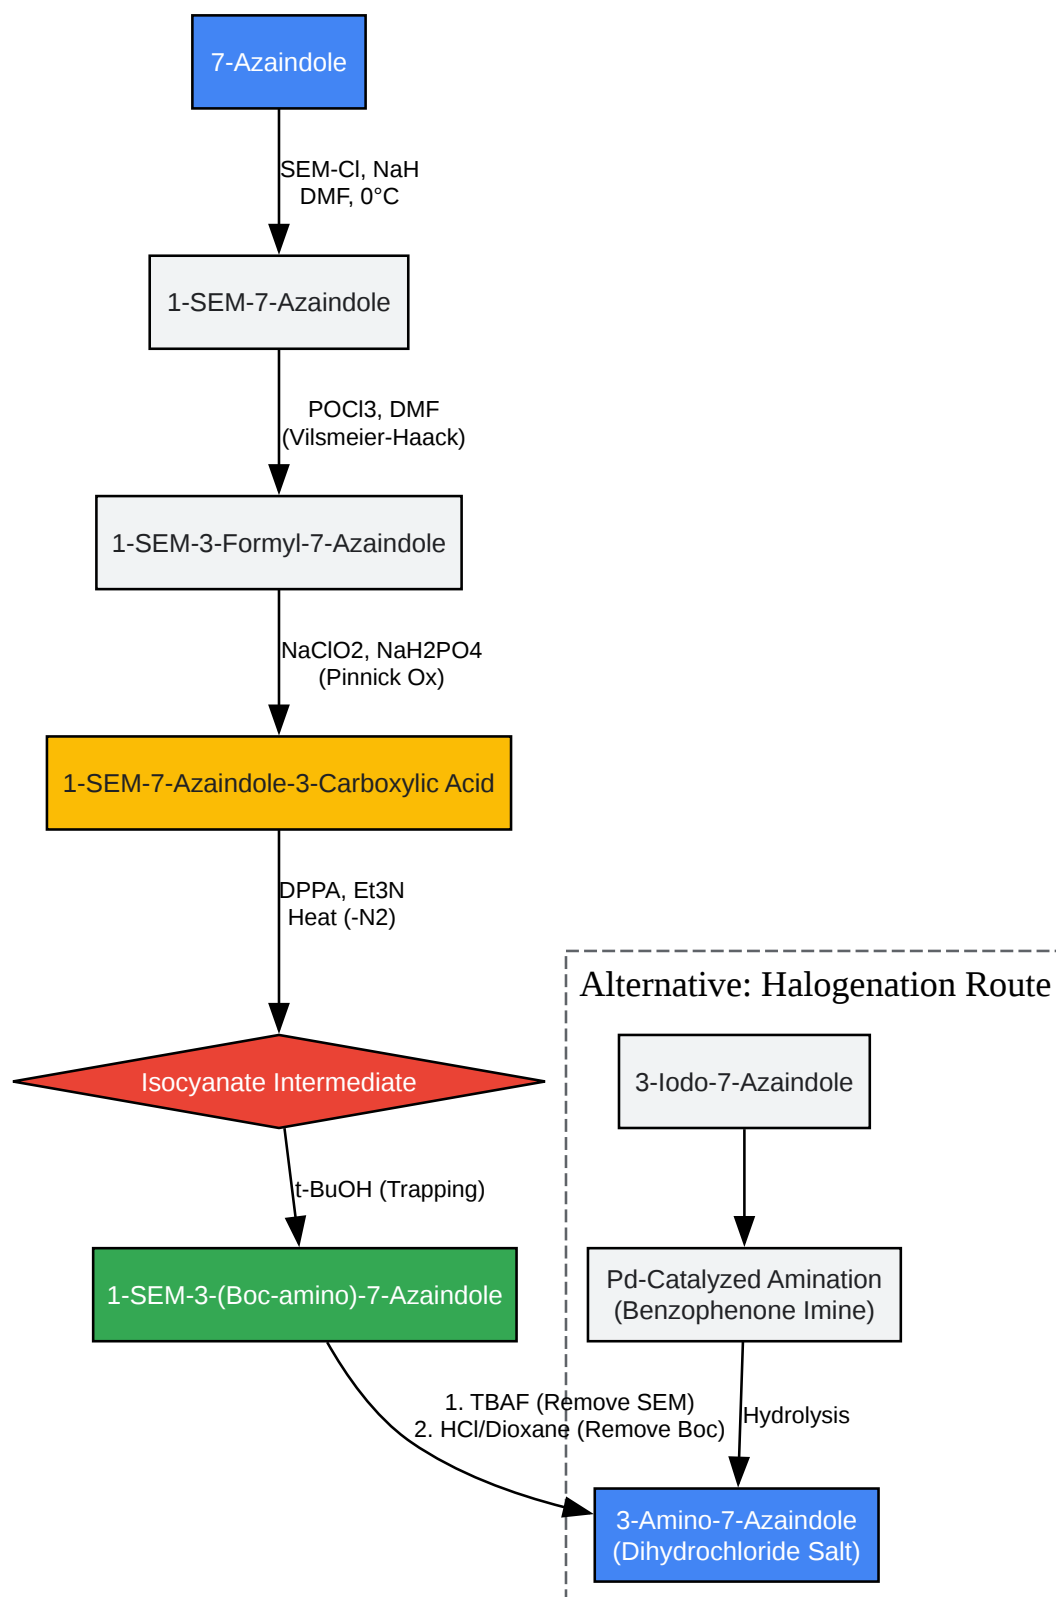 7-Azaindole
SEM-Cl, NaH
DMF, 0°C
1-SEM-7-Azaindole
POCl3, DMF
(Vilsmeier-Haack)
1-SEM-3-Formyl-7-Azaindole
NaClO2, NaH2PO4
(Pinnick Ox)
1-SEM-7-Azaindole-3-Carboxylic Acid
DPPA, Et3N
Heat (-N2)
Isocyanate Intermediate
t-BuOH (Trapping)
1-SEM-3-(Boc-amino)-7-Azaindole
1. TBAF (Remove SEM)
2. HCl/Dioxane (Remove Boc)
Alternative: Halogenation Route
3-Iodo-7-Azaindole
Pd-Catalyzed Amination
(Benzophenone Imine)
Hydrolysis
3-Amino-7-Azaindole
(Dihydrochloride Salt)